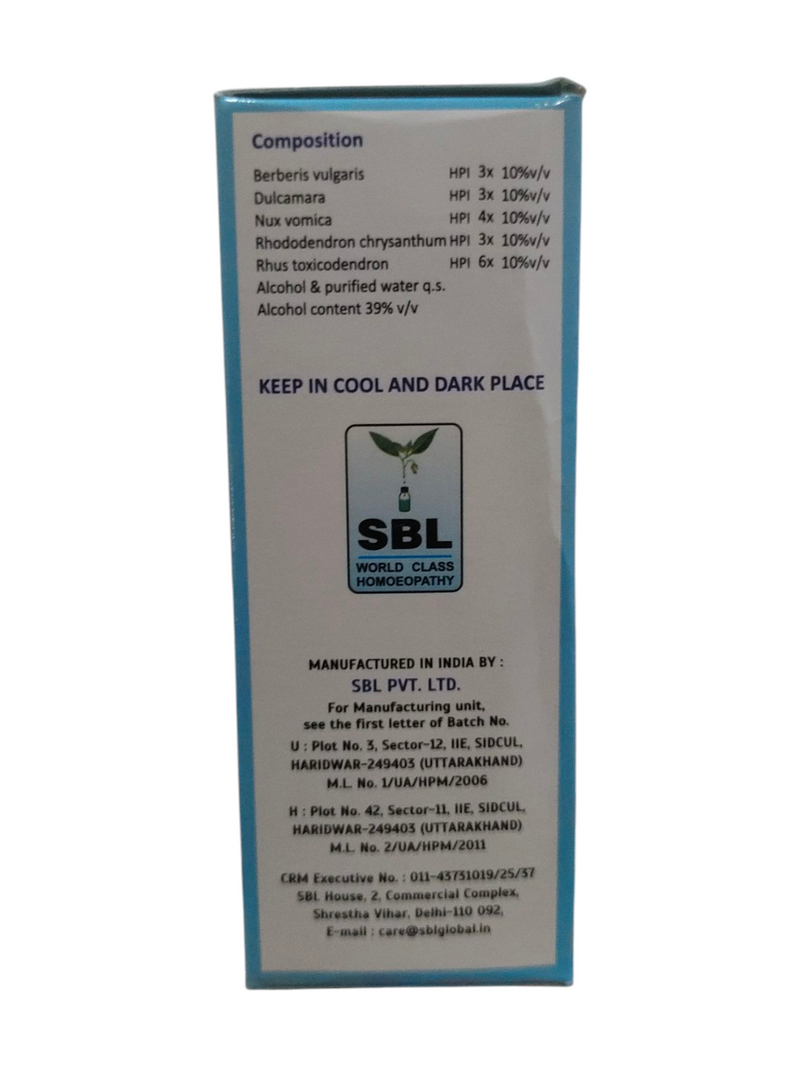 Composition
Berberis vulgaris HPI 3x 10%v/v
Dulcamara HPI 3x 10%v/v
Nux vomica HPI 4x 10%v/v
Rhododendron chrysanthum HPI 3x 10%v/v
Rhus toxicodendron HPI 6x 10%v/v
Alcohol & purified water q.s.
Alcohol content 39% v/v
KEEP IN COOL AND DARK PLACE
SBL
WORLD CLASS
HOMOEOPATHY
MANUFACTURED IN INDIA BY :
SBL PVT. LTD.
For Manufacturing unit,
see the first letter of Batch No.
U : Plot No. 3, Sector-12, IIE, SIDCUL,
HARIDWAR-249403 (UTTARAKHAND)
M.L. No. 1/UA/HPM/2006
H : Plot No. 42, Sector-11, IIE, SIDCUL,
HARIDWAR-249403 (UTTARAKHAND)
M.L. No. 2/UA/HPM/2011
CRM Executive No. : 011-43731019/25/37
SBL House, 2, Commercial Complex,
Shrestha Vihar, Delhi-110 092,
E-mail : care@sblglobal.in